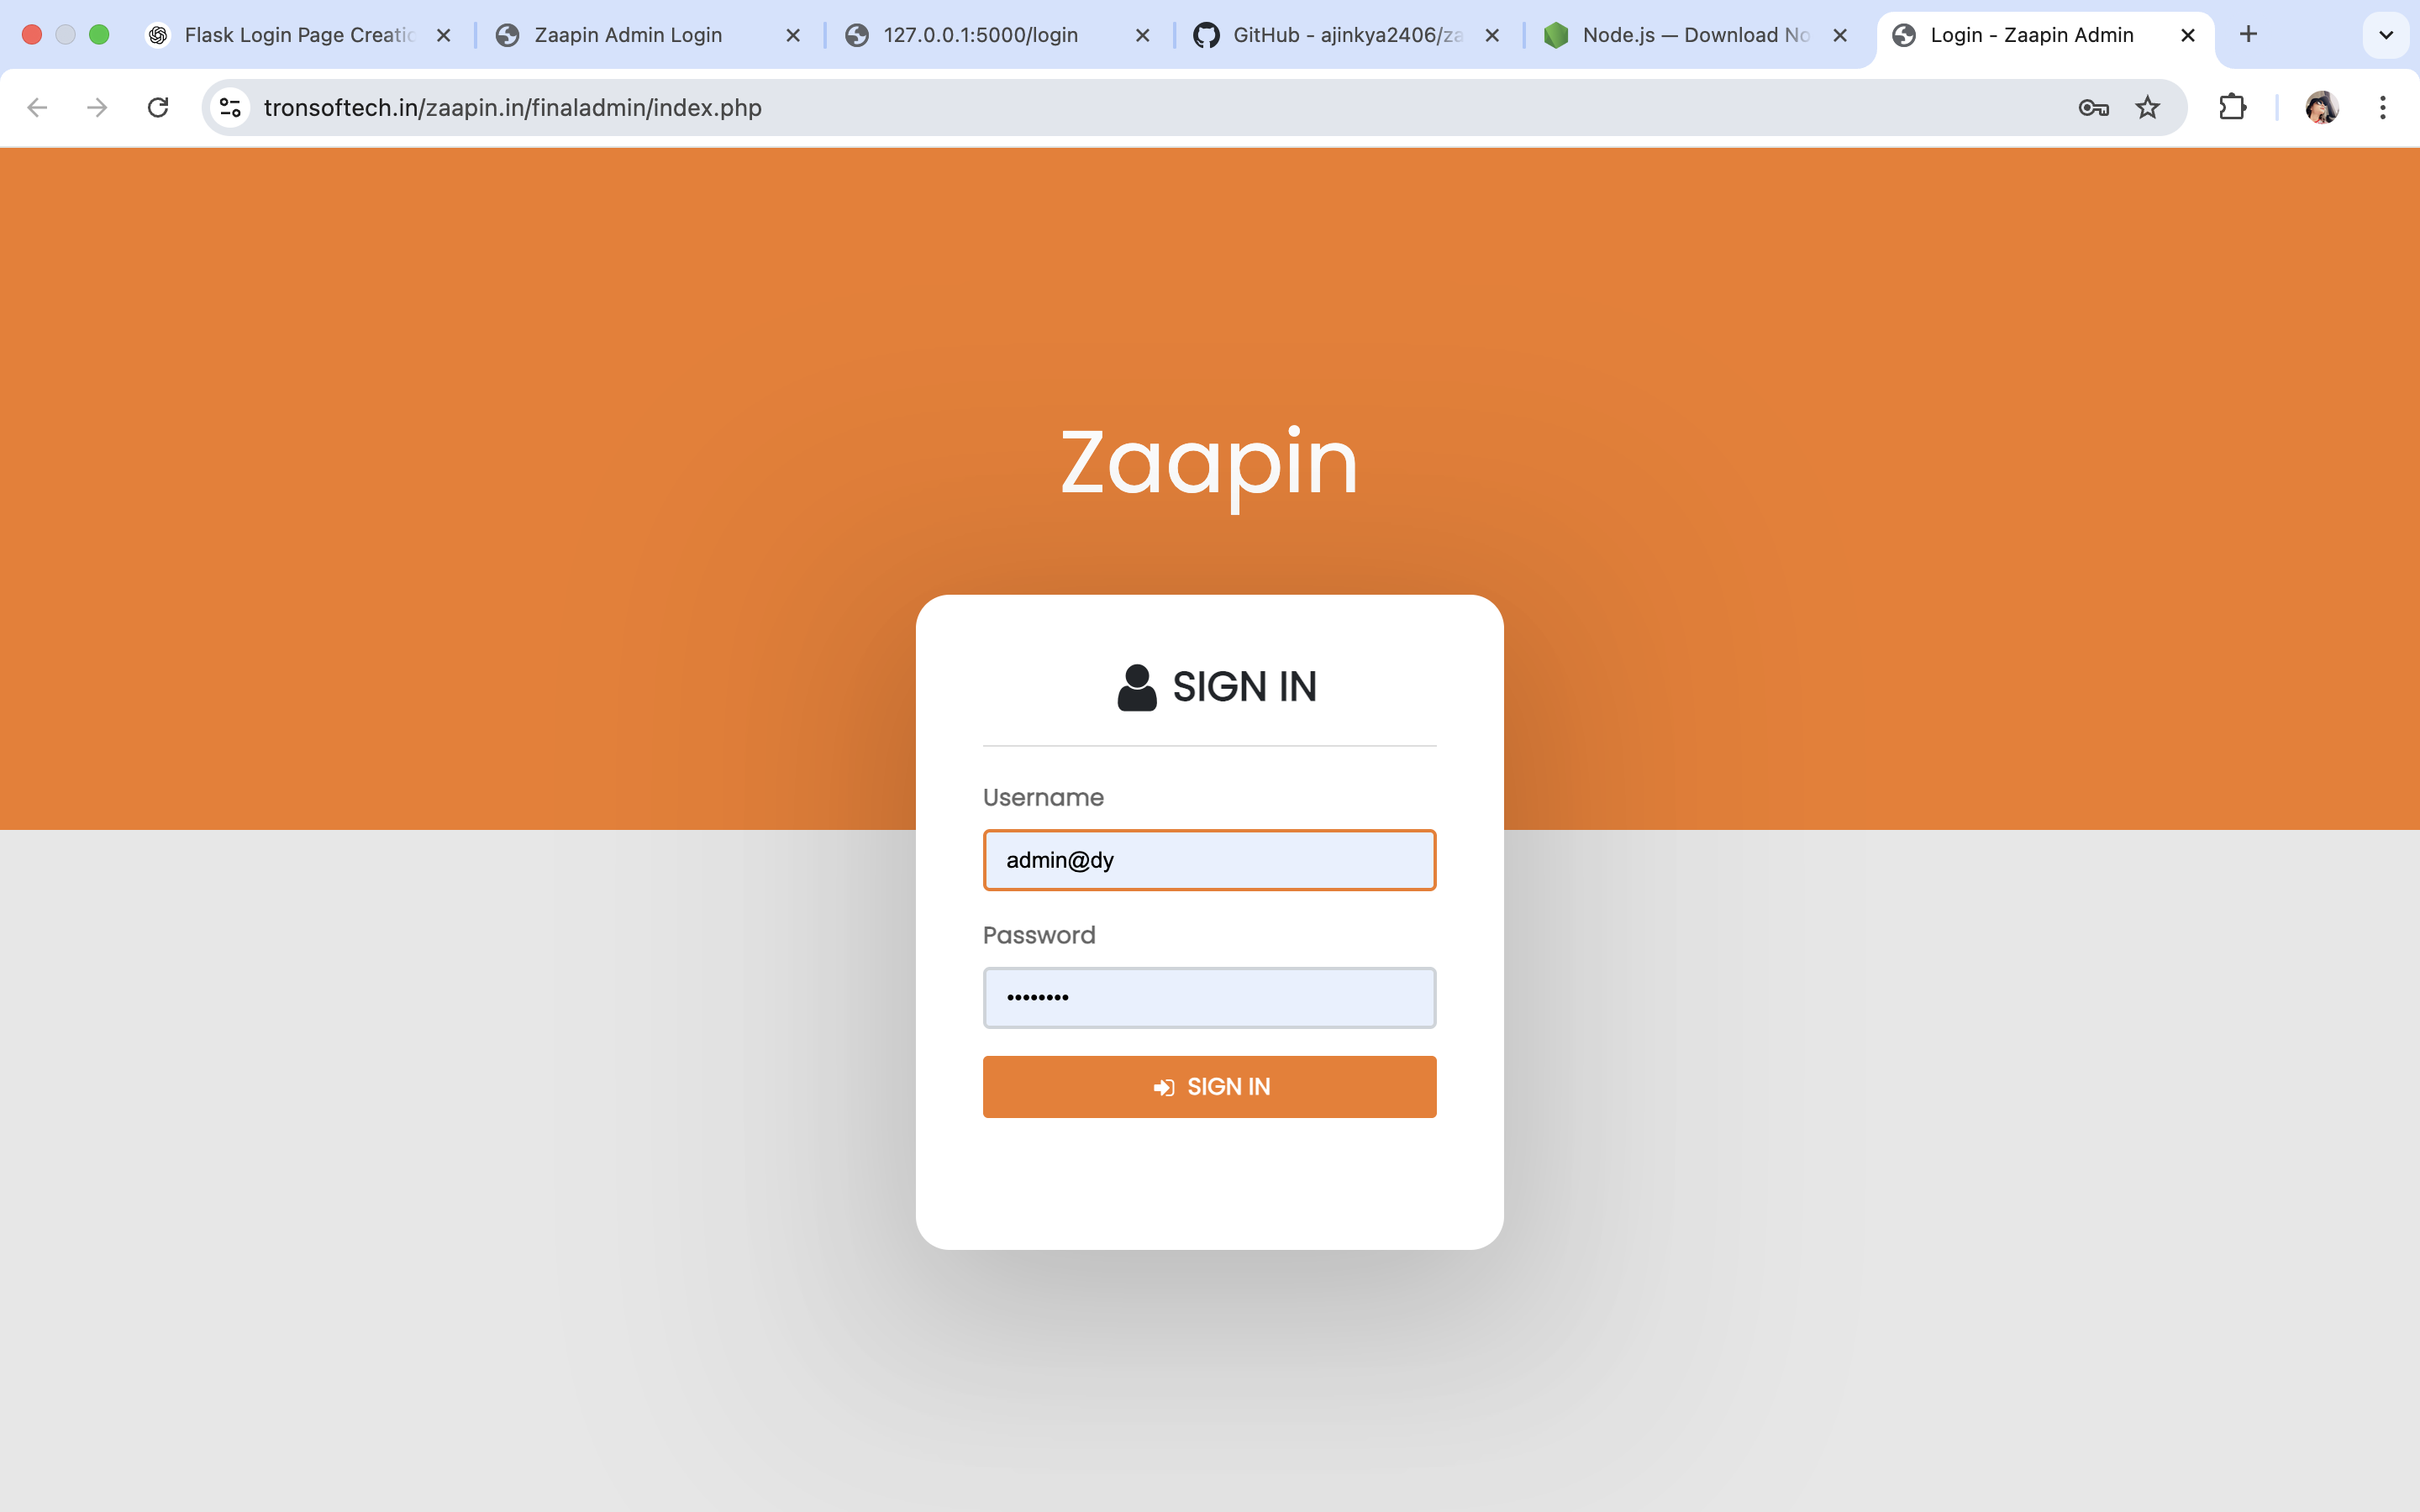 Flask Login Page Creatic
Zaapin Admin Login
127.0.0.1:5000/login
GitHub - ajinkya2406/za
Node.js — Download No
Login - Zaapin Admin
tronsoftech.in/zaapin.in/finaladmin/index.php
Zaapin
SIGN IN
Username
admin@dy
Password
••••••••
SIGN IN